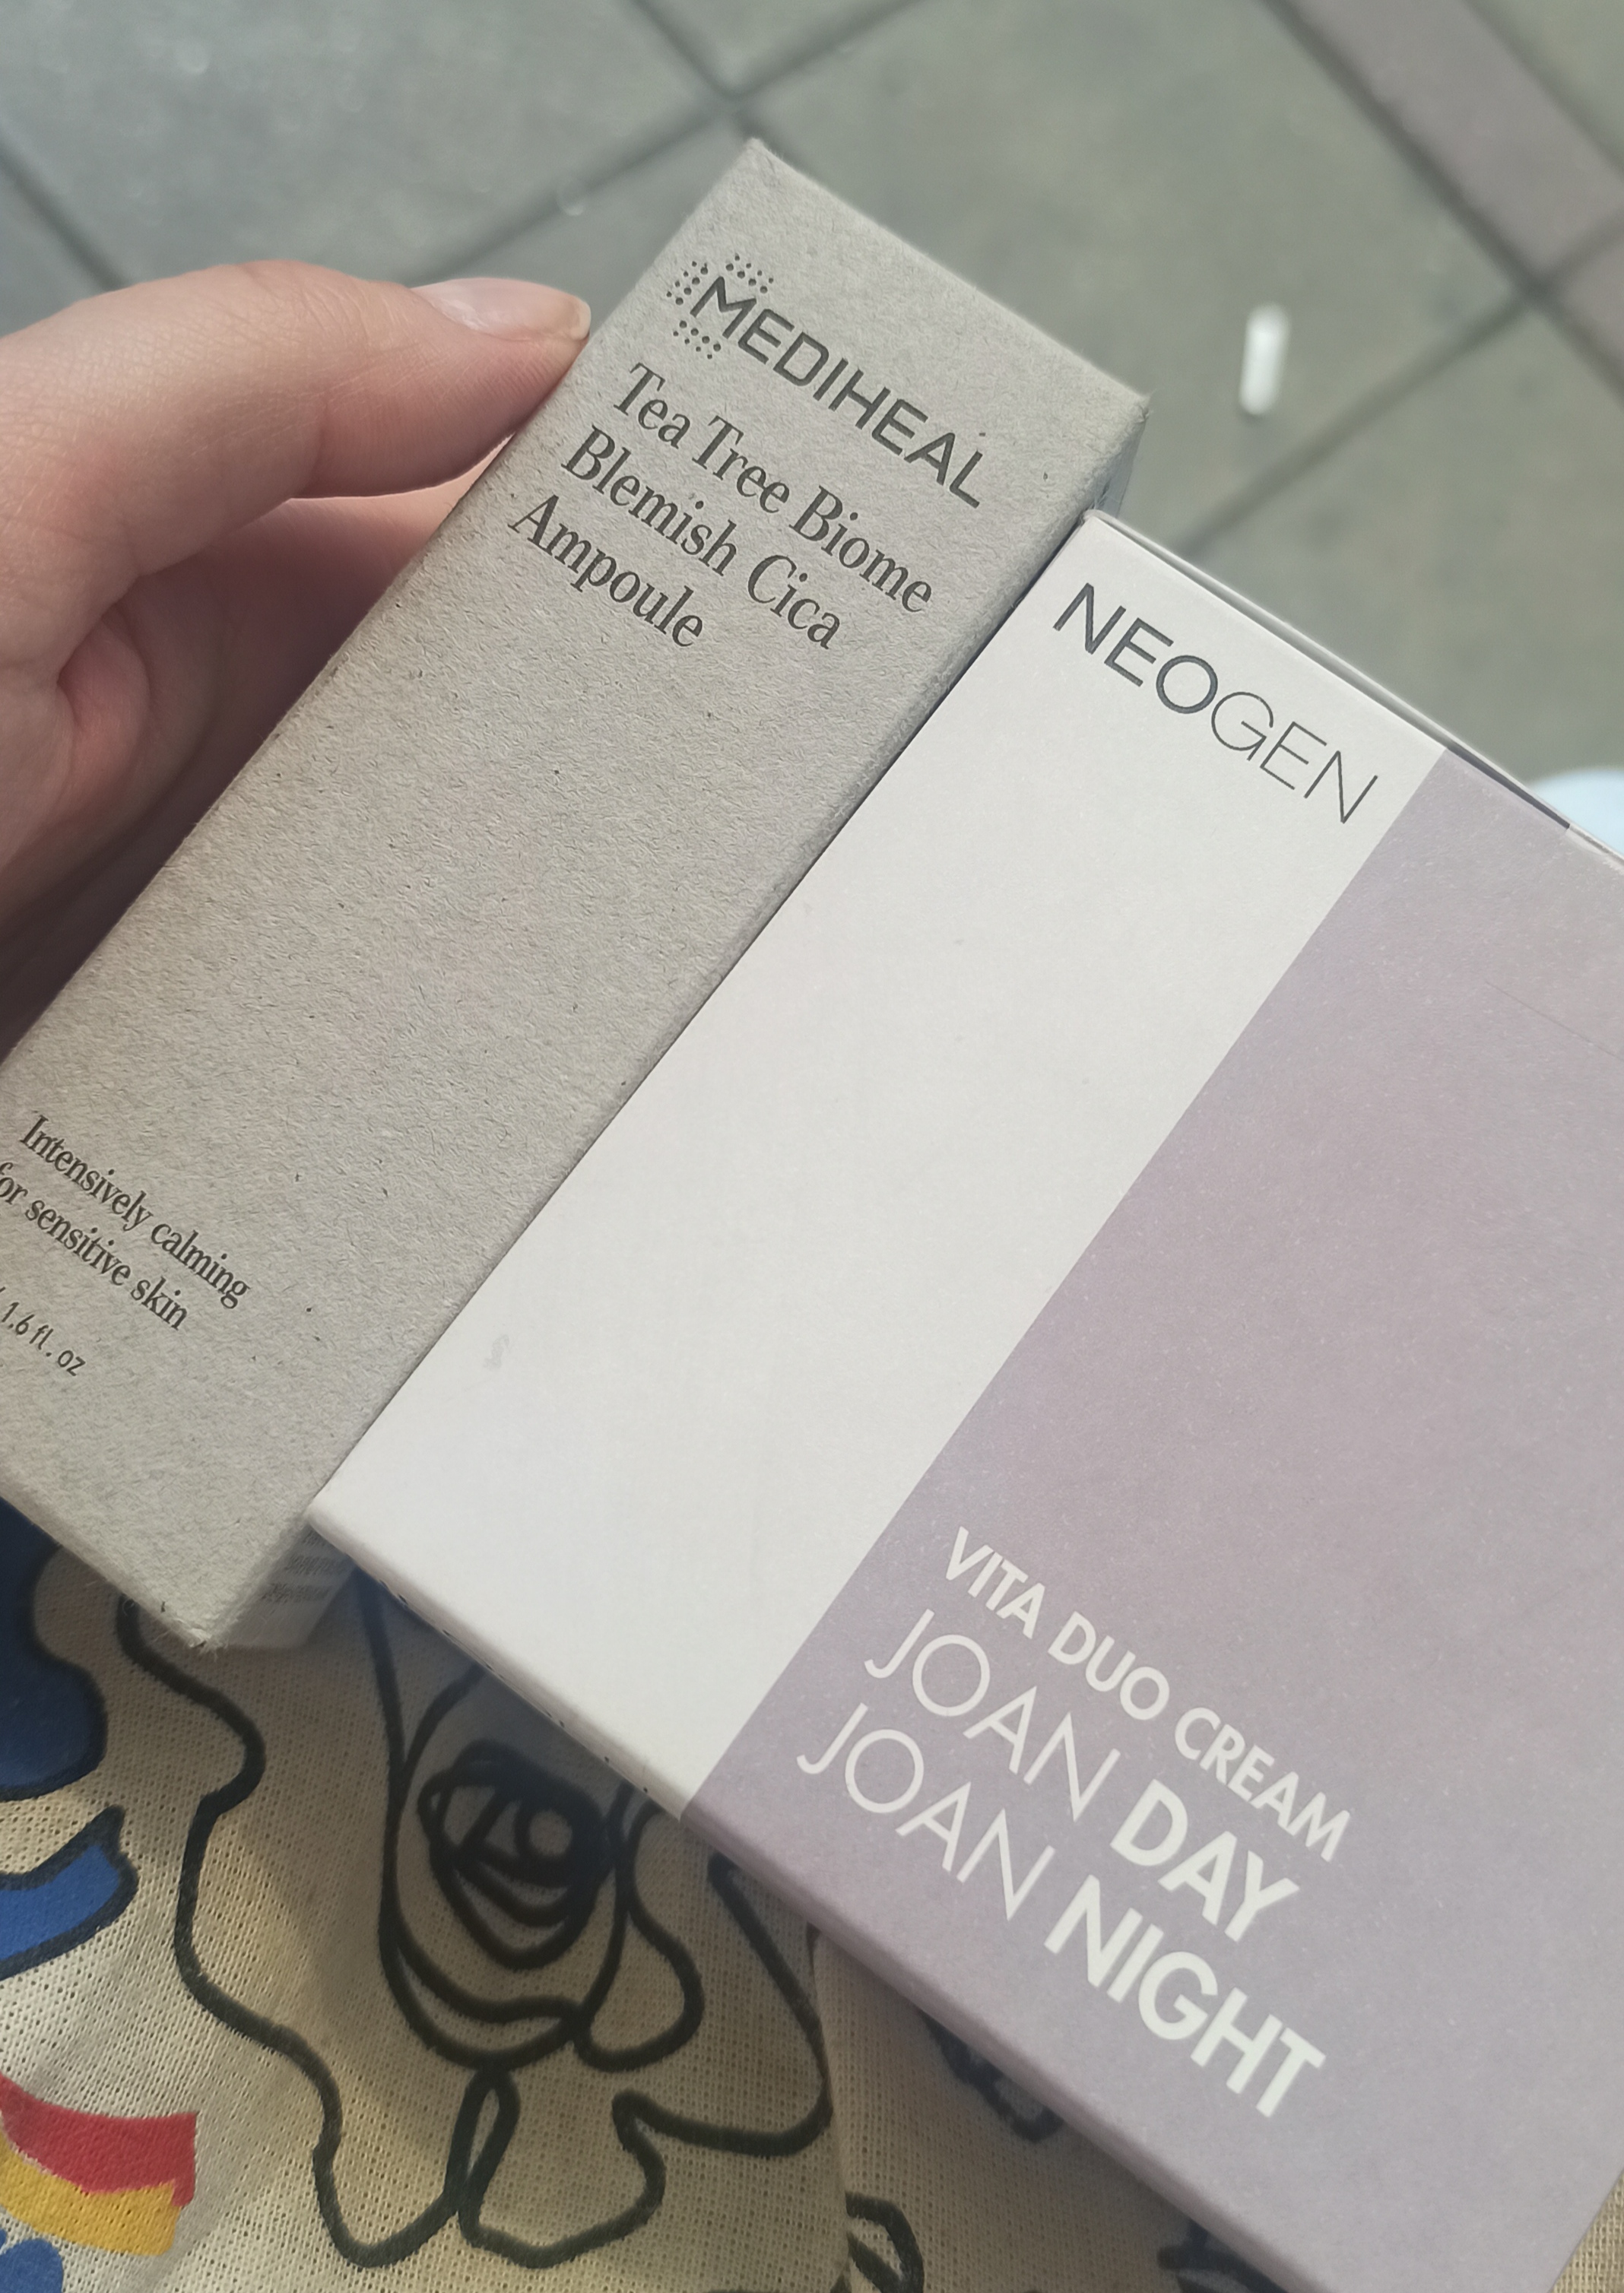 MEDIHEAL
Tea Tree Biome
Blemish Cica
Ampoule
Intensively calming
for sensitive skin
/ 1.6 fl. oz
NEOGEN
VITA DUO CREAM
JOAN DAY
JOAN NIGHT